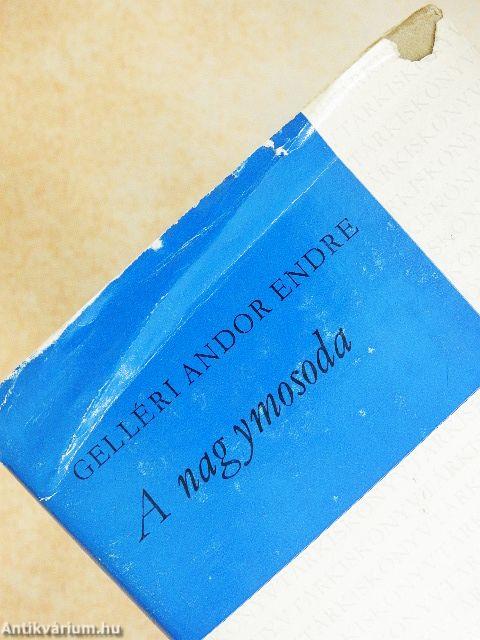 GELLÉRI ANDOR ENDRE
A nagymosoda
Antikvárium.hu